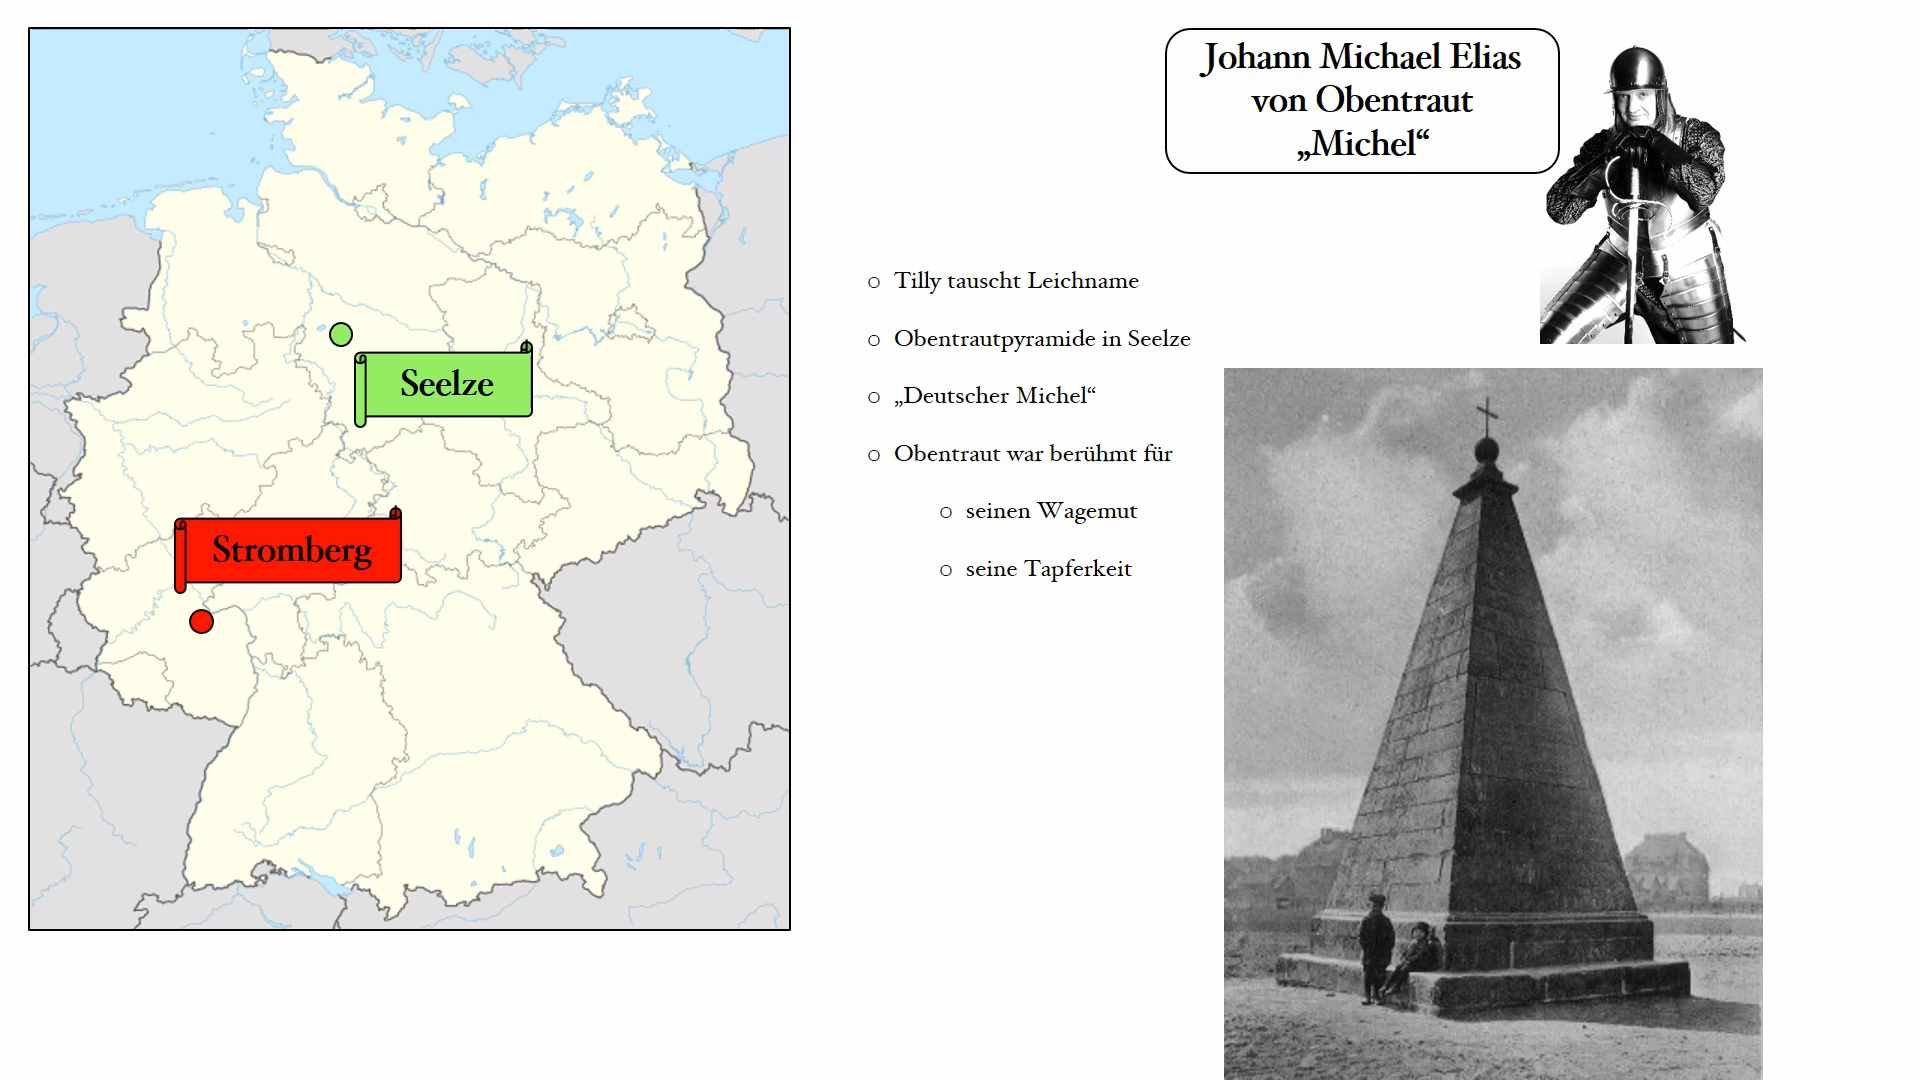 Johann Michael Elias
von Obentraut
„Michel“
Tilly tauscht Leichname
Obentrautpyramide in Seelze
„Deutscher Michel“
Obentraut war berühmt für
seinen Wagemut
seine Tapferkeit
Seelze
Stromberg